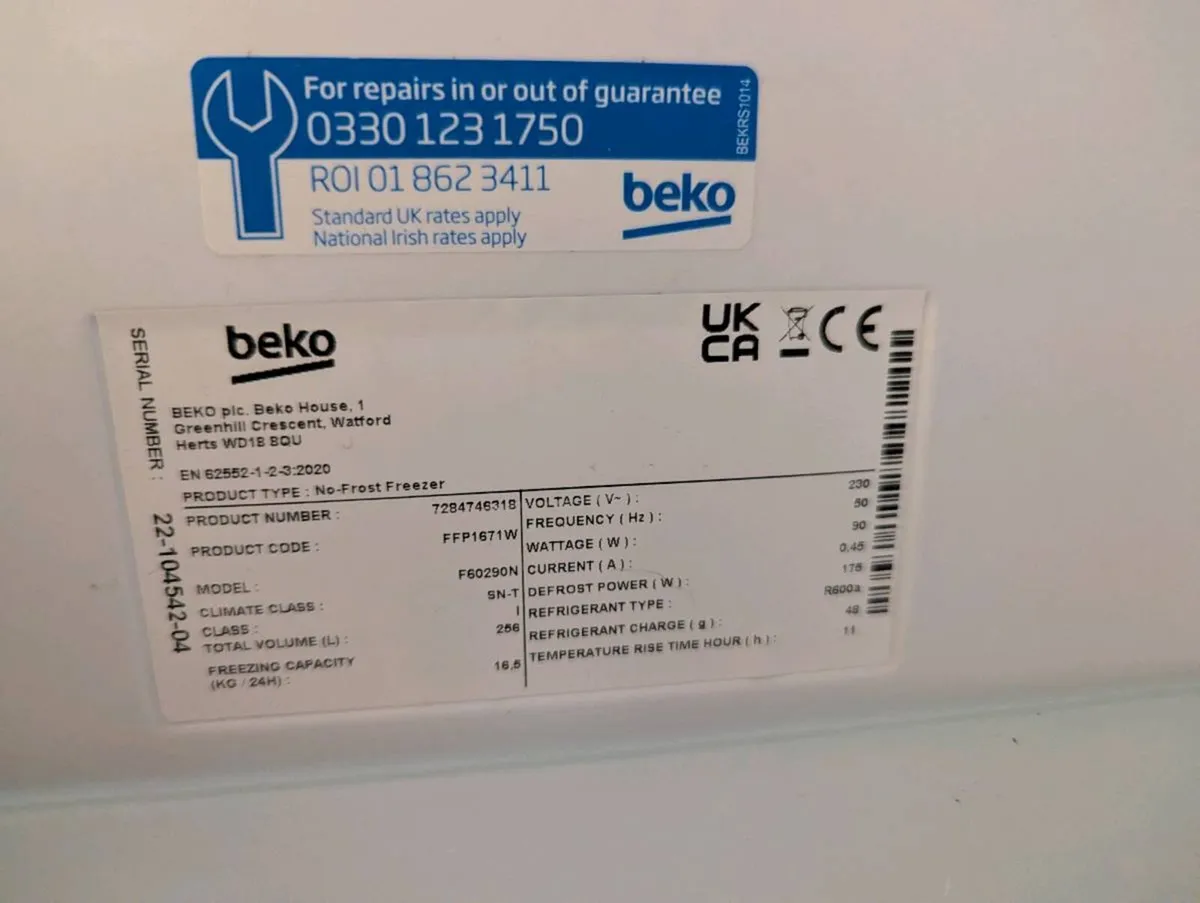 For repairs in or out of guarantee
0330 123 1750
BEKRS1014
ROI 01 862 3411
beko
Standard UK rates apply
National Irish rates apply
SERIAL NUMBER :
22-104542-04
beko
UK
CA
CE
BEKO plc. Beko House, 1
Greenhill Crescent, Watford
Herts WD18 8QU
EN 62552-1-2-3:2020
PRODUCT TYPE : No-Frost Freezer
PRODUCT NUMBER : 7284746318
PRODUCT CODE : FFP1671W
MODEL : F60290N
CLIMATE CLASS : SN-T
CLASS : I
TOTAL VOLUME (L) : 256
FREEZING CAPACITY
(KG / 24H) : 16,5
VOLTAGE ( V~ ) : 230
FREQUENCY ( Hz ) : 50
WATTAGE ( W ) : 90
CURRENT ( A ) : 0.45
DEFROST POWER ( W ) : 175
REFRIGERANT TYPE : R600a
REFRIGERANT CHARGE ( g ) : 48
TEMPERATURE RISE TIME HOUR ( h ) : 11